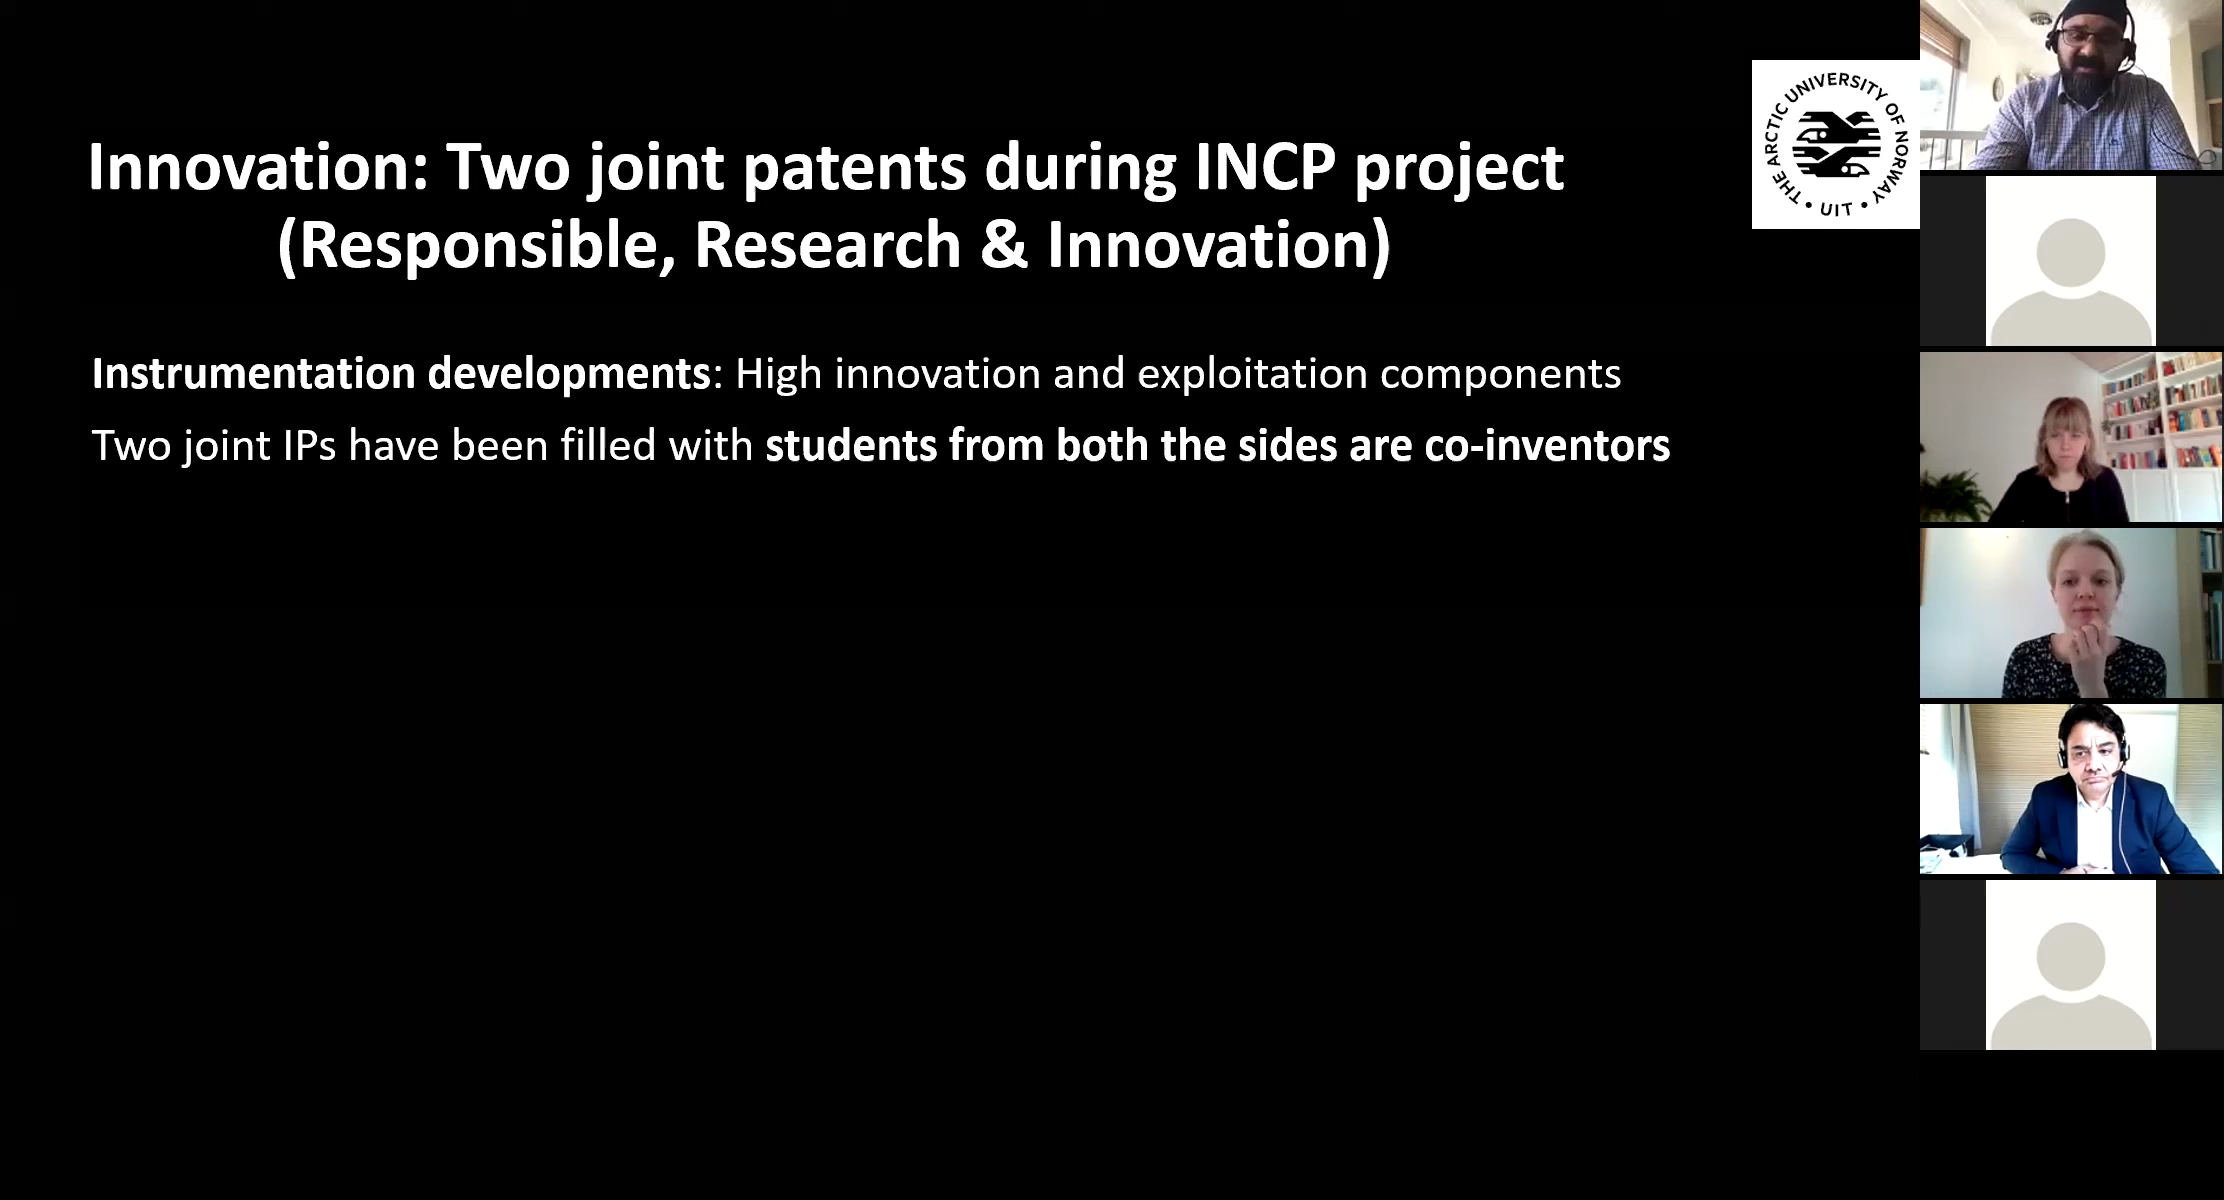 Innovation: Two joint patents during INCP project
(Responsible, Research & Innovation)
THE ARCTIC UNIVERSITY OF NORWAY • UIT •
Instrumentation developments: High innovation and exploitation components
Two joint IPs have been filled with students from both the sides are co-inventors